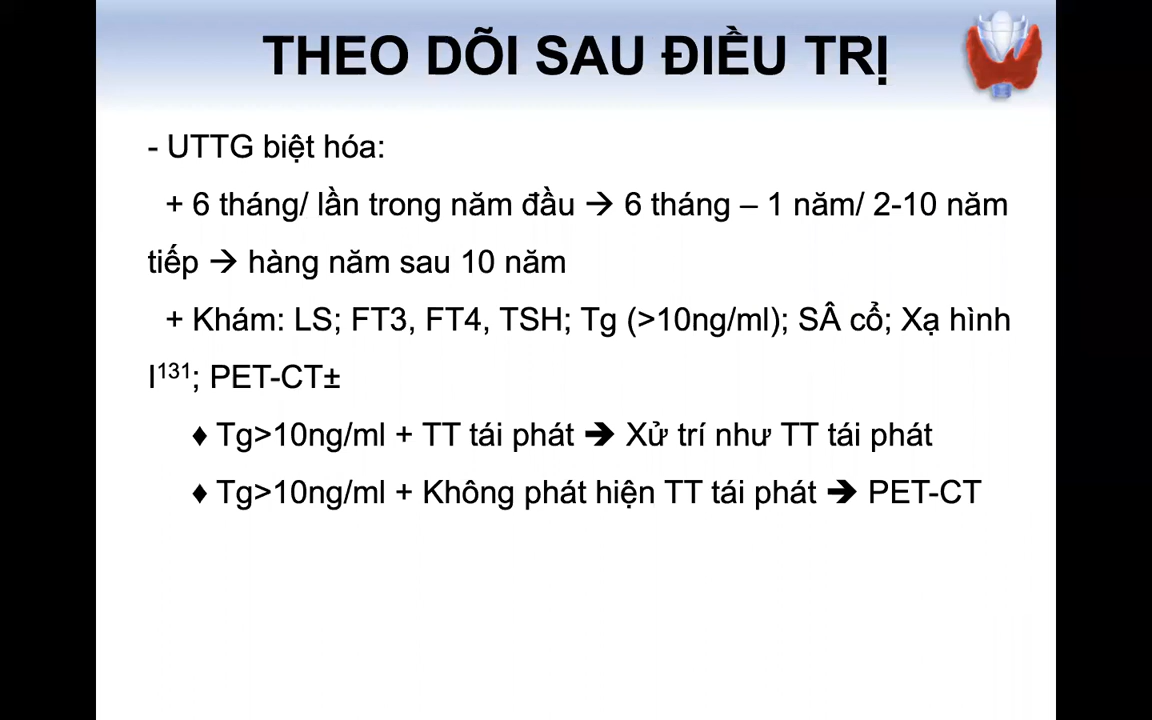 THEO DÕI SAU ĐIỀU TRỊ
- UTTG biệt hóa:
+ 6 tháng/ lần trong năm đầu → 6 tháng – 1 năm/ 2-10 năm
tiếp → hàng năm sau 10 năm
+ Khám: LS; FT3, FT4, TSH; Tg (>10ng/ml); SÂ cổ; Xạ hình
I¹³¹; PET-CT±
♦ Tg>10ng/ml + TT tái phát ➔ Xử trí như TT tái phát
♦ Tg>10ng/ml + Không phát hiện TT tái phát ➔ PET-CT